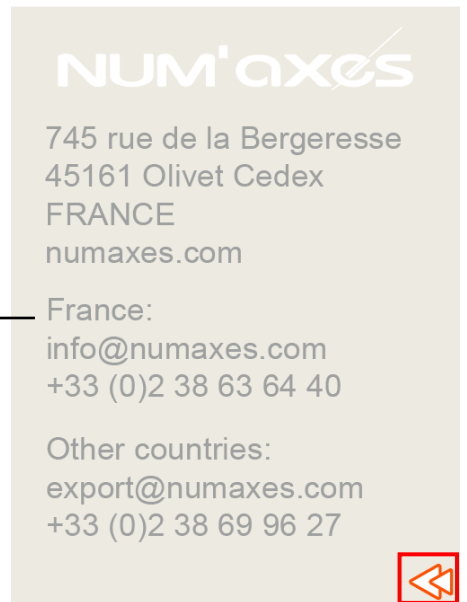 NUM'axes
745 rue de la Bergeresse
45161 Olivet Cedex
FRANCE
numaxes.com
France:
info@numaxes.com
+33 (0)2 38 63 64 40
Other countries:
export@numaxes.com
+33 (0)2 38 69 96 27